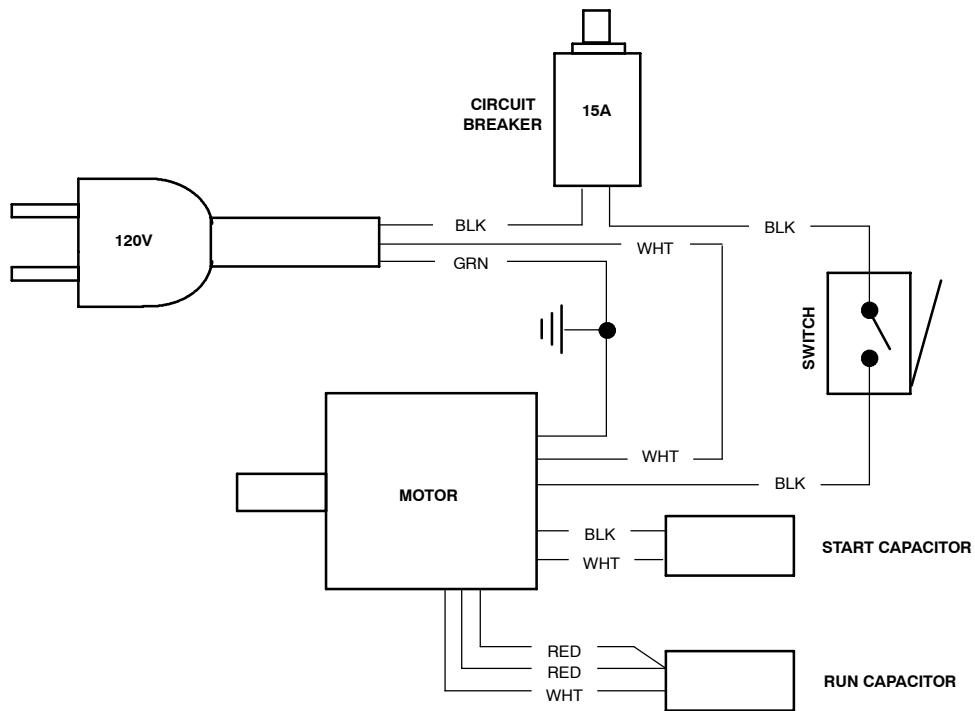 CIRCUIT
BREAKER
15A
120V
BLK
BLK
WHT
GRN
SWITCH
WHT
MOTOR
BLK
BLK
START CAPACITOR
WHT
RED
RED
RUN CAPACITOR
WHT